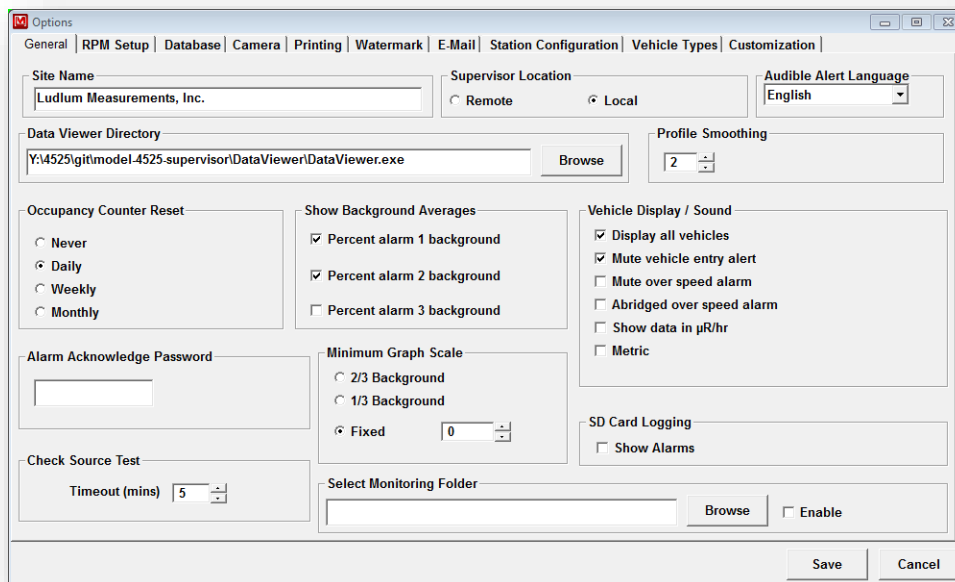 Options
General RPM Setup Database Camera Printing Watermark E-Mail Station Configuration Vehicle Types Customization
Site Name
Ludlum Measurements, Inc.
Supervisor Location
Remote Local
Audible Alert Language
English
Data Viewer Directory
Y:\4525\git\model-4525-supervisor\DataViewer\DataViewer.exe
Browse
Profile Smoothing
2
Occupancy Counter Reset
Never
Daily
Weekly
Monthly
Show Background Averages
Percent alarm 1 background
Percent alarm 2 background
Percent alarm 3 background
Vehicle Display / Sound
Display all vehicles
Mute vehicle entry alert
Mute over speed alarm
Abridged over speed alarm
Show data in µR/hr
Metric
Alarm Acknowledge Password
Minimum Graph Scale
2/3 Background
1/3 Background
Fixed 0
SD Card Logging
Show Alarms
Check Source Test
Timeout (mins) 5
Select Monitoring Folder
Browse
Enable
Save Cancel